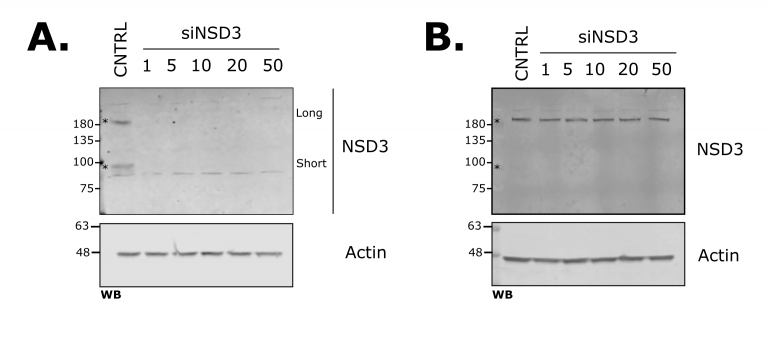 A.
CNTRL
siNSD3
1 5 10 20 50
180
135
100
75
*
*
Long
Short
NSD3
63
48
Actin
WB
B.
CNTRL
siNSD3
1 5 10 20 50
180
135
100
75
*
*
NSD3
63
48
Actin
WB